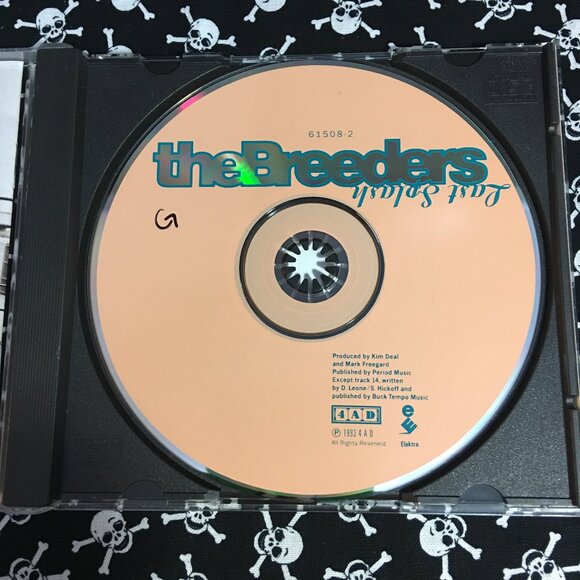 61508-2
theBreeders
Last Splash
G
Produced by Kim Deal
and Mark Freegard
Published by Period Music
Except track 14, written
by D. Leone/S. Hickoff and
published by Buck Tempo Music
4AD
Ⓟ 1993 4 A D
All Rights Reserved.
Elektra